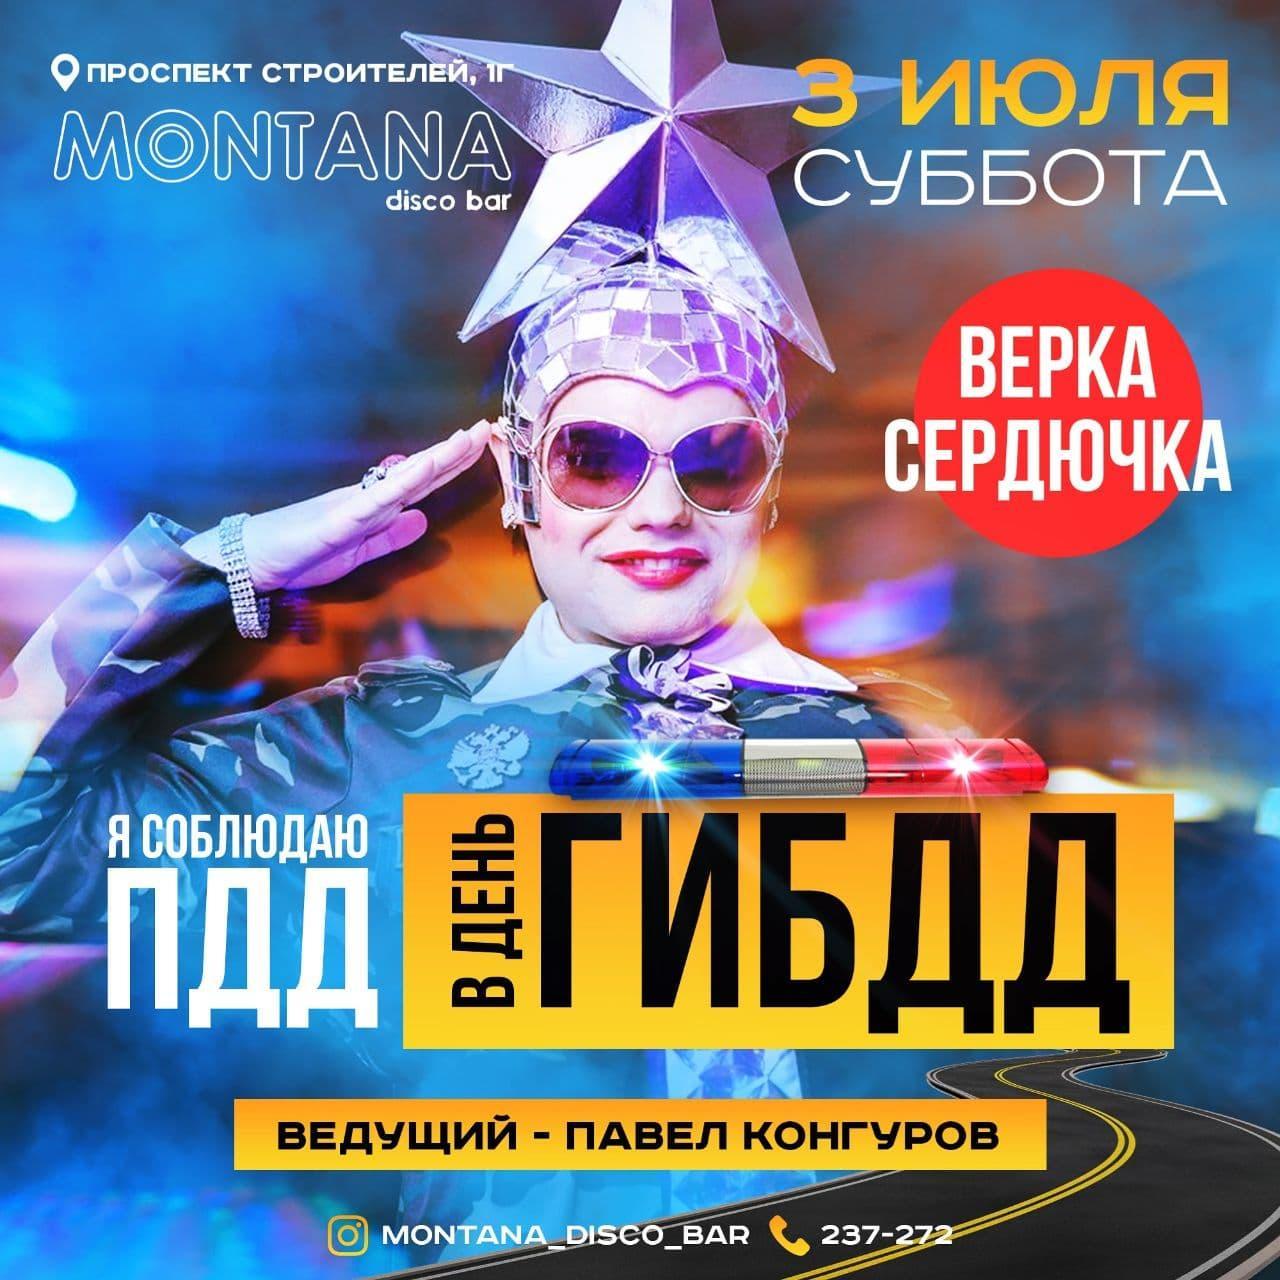 ПРОСПЕКТ СТРОИТЕЛЕЙ, 1Г
MONTANA
disco bar
3 ИЮЛЯ
СУББОТА
ВЕРКА
СЕРДЮЧКА
Я СОБЛЮДАЮ
ПДД
В ДЕНЬ
ГИБДД
ВЕДУЩИЙ - ПАВЕЛ КОНГУРОВ
MONTANA_DISCO_BAR 237-272